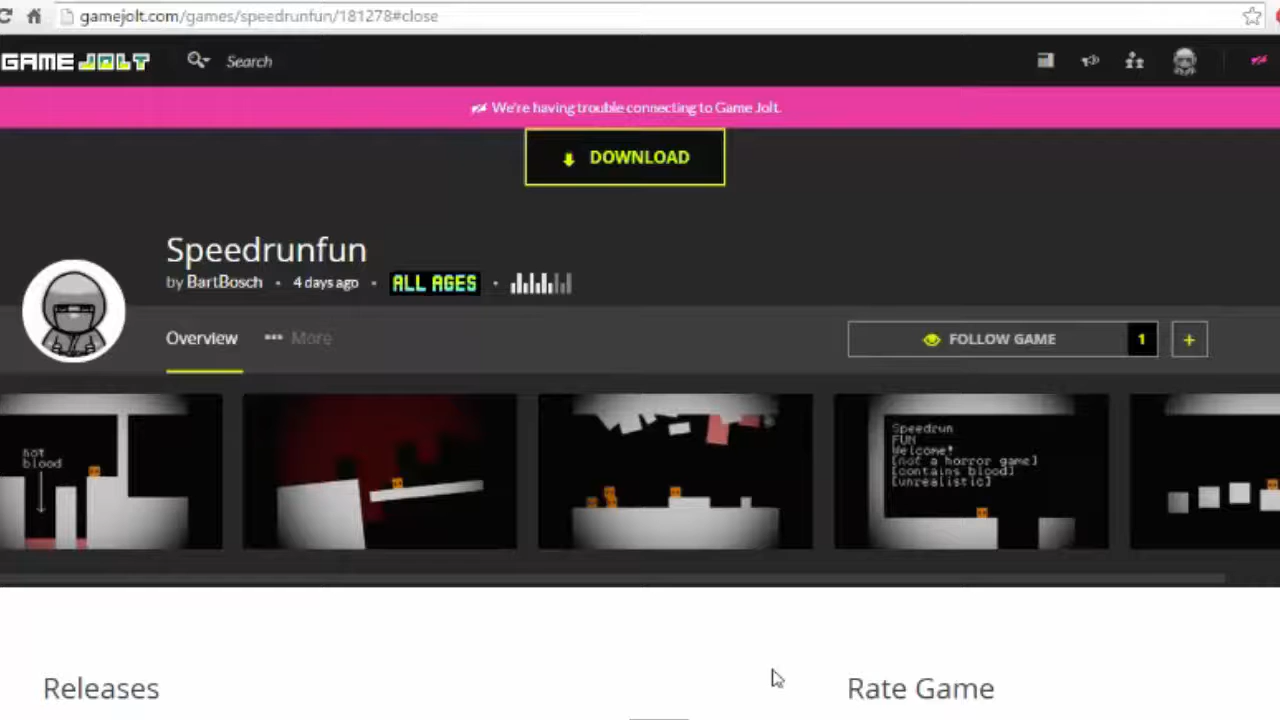 gamejolt.com/games/speedrunfun/181278#close
GAME JOLT Search
We're having trouble connecting to Game Jolt.
DOWNLOAD
Speedrunfun
by BartBosch • 4 days ago • ALL AGES •
Overview ••• More
FOLLOW GAME 1 +
not
blood
Speedrun
FUN
Welcome!
[not a horror game]
[contains blood]
[unrealistic]
Releases
Rate Game